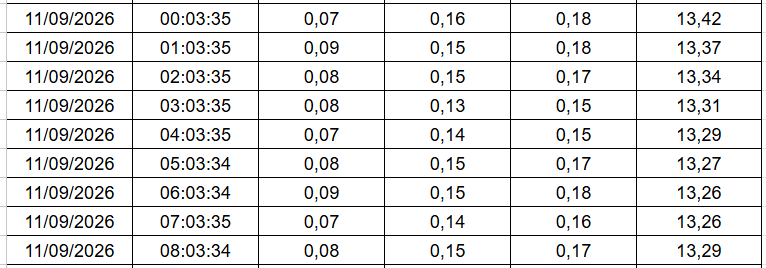 11/09/2026 00:03:35 0,07 0,16 0,18 13,42
11/09/2026 01:03:35 0,09 0,15 0,18 13,37
11/09/2026 02:03:35 0,08 0,15 0,17 13,34
11/09/2026 03:03:35 0,08 0,13 0,15 13,31
11/09/2026 04:03:35 0,07 0,14 0,15 13,29
11/09/2026 05:03:34 0,08 0,15 0,17 13,27
11/09/2026 06:03:34 0,09 0,15 0,18 13,26
11/09/2026 07:03:35 0,07 0,14 0,16 13,26
11/09/2026 08:03:34 0,08 0,15 0,17 13,29